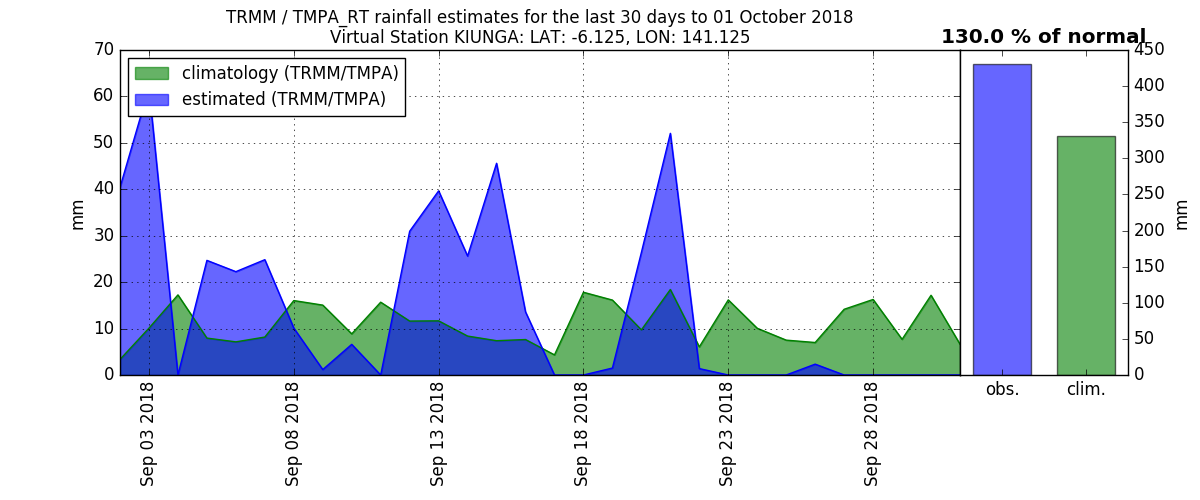 TRMM / TMPA_RT rainfall estimates for the last 30 days to 01 October 2018
Virtual Station KIUNGA: LAT: -6.125, LON: 141.125
130.0 % of normal
climatology (TRMM/TMPA)
estimated (TRMM/TMPA)
70
60
50
40
30
20
10
0
mm
Sep 03 2018
Sep 08 2018
Sep 13 2018
Sep 18 2018
Sep 23 2018
Sep 28 2018
450
400
350
300
250
200
150
100
50
0
mm
obs.
clim.